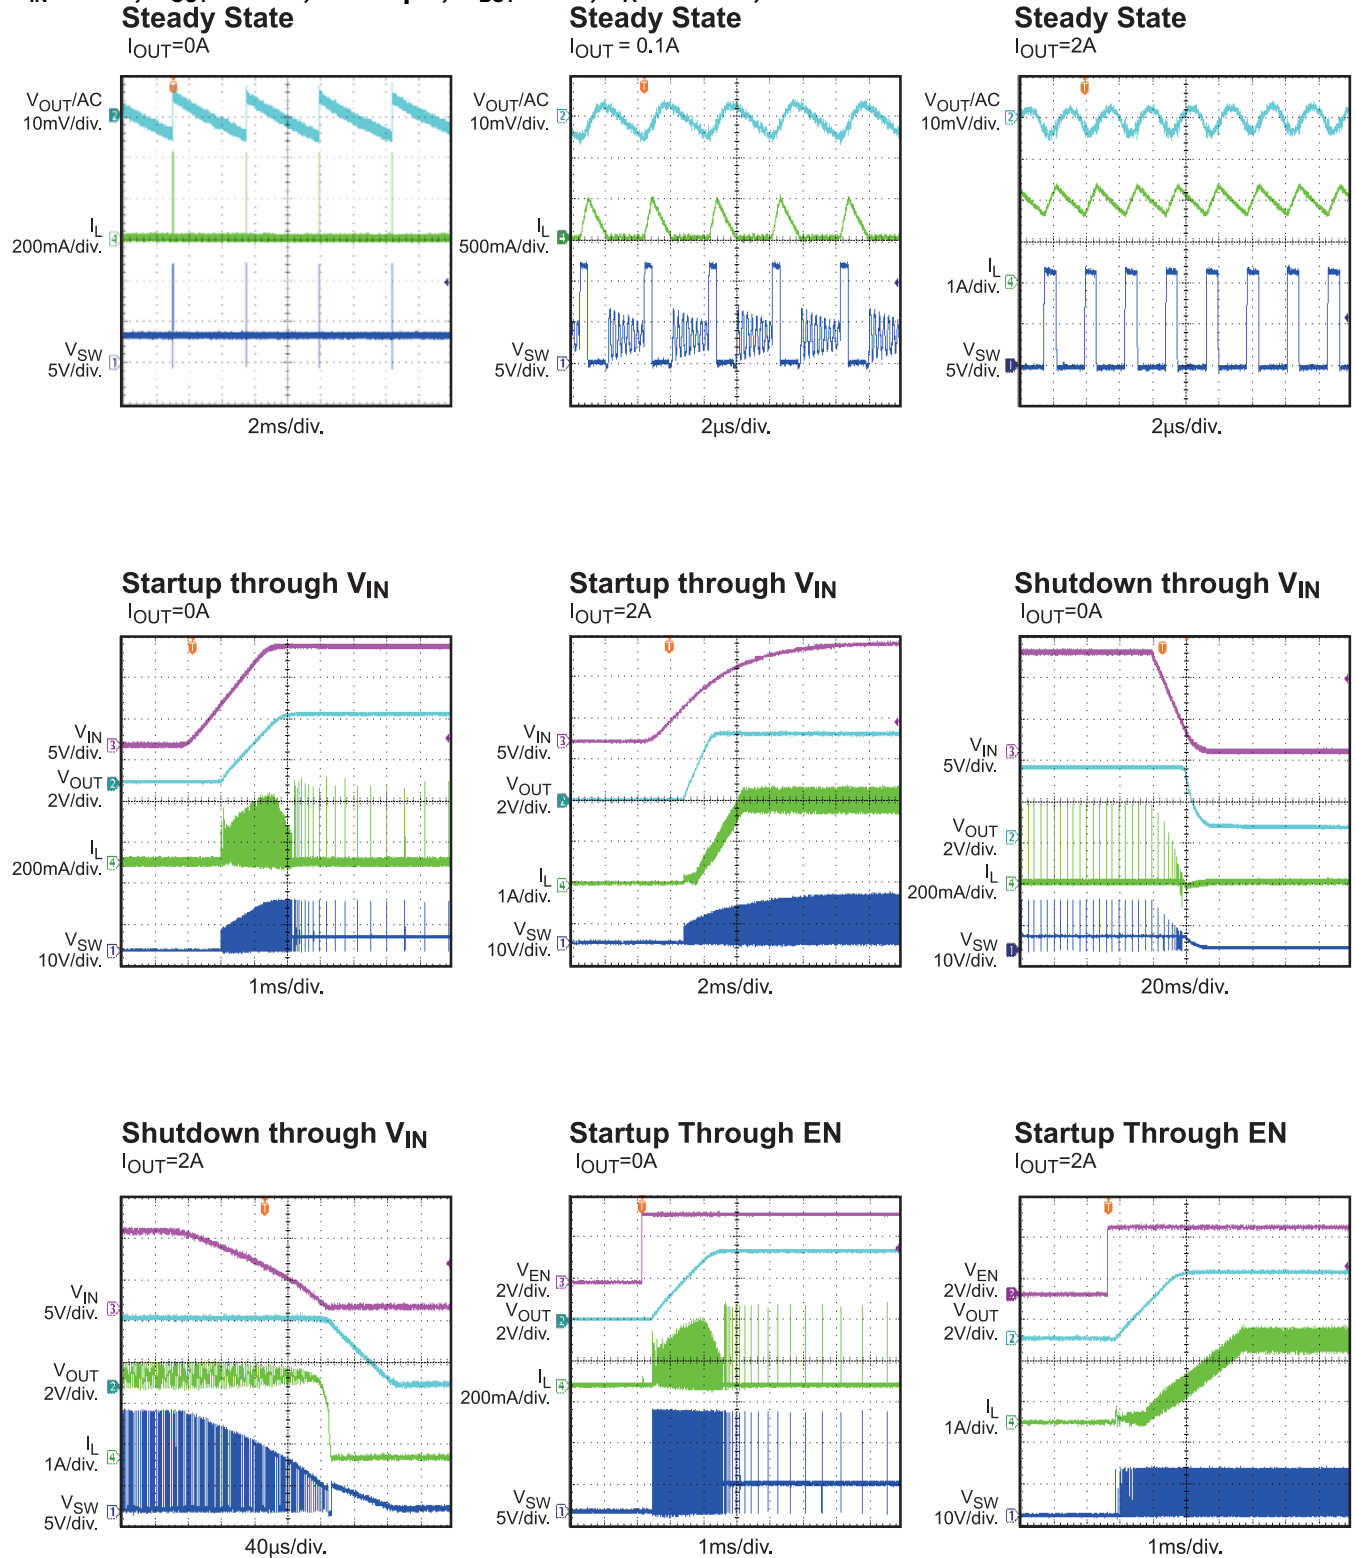 Steady State
IOUT=0A
VOUT/AC
10mV/div.
IL
200mA/div.
VSW
5V/div.
2ms/div.
Steady State
IOUT = 0.1A
VOUT/AC
10mV/div.
IL
500mA/div.
VSW
5V/div.
2µs/div.
Steady State
IOUT=2A
VOUT/AC
10mV/div.
IL
1A/div.
VSW
5V/div.
2µs/div.
Startup through VIN
IOUT=0A
VIN
5V/div.
VOUT
2V/div.
IL
200mA/div.
VSW
10V/div.
1ms/div.
Startup through VIN
IOUT=2A
VIN
5V/div.
VOUT
2V/div.
IL
1A/div.
VSW
10V/div.
2ms/div.
Shutdown through VIN
IOUT=0A
VIN
5V/div.
VOUT
2V/div.
IL
200mA/div.
VSW
10V/div.
20ms/div.
Shutdown through VIN
IOUT=2A
VIN
5V/div.
VOUT
2V/div.
IL
1A/div.
VSW
5V/div.
40µs/div.
Startup Through EN
IOUT=0A
VEN
2V/div.
VOUT
2V/div.
IL
200mA/div.
VSW
5V/div.
1ms/div.
Startup Through EN
IOUT=2A
VEN
2V/div.
VOUT
2V/div.
IL
1A/div.
VSW
10V/div.
1ms/div.